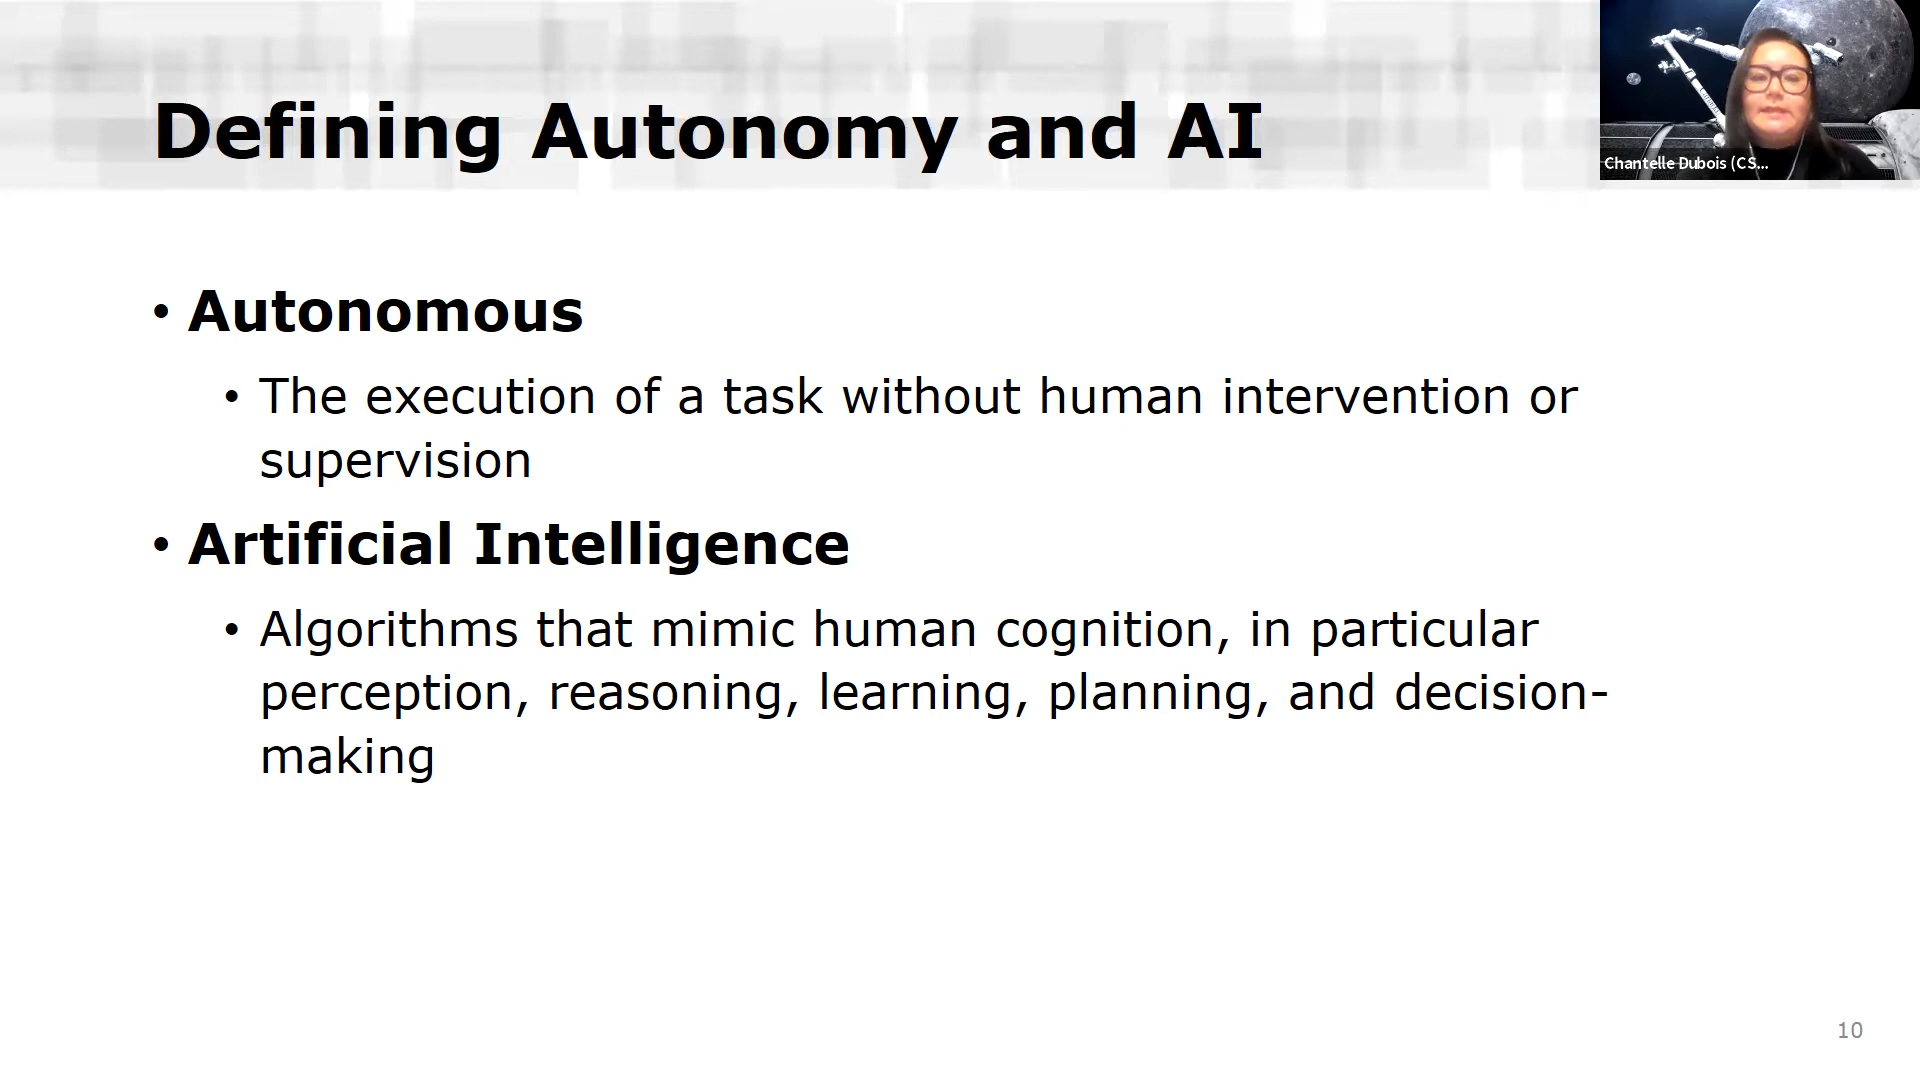 Defining Autonomy and AI
Chantelle Dubois (CS...
• Autonomous
• The execution of a task without human intervention or
supervision
• Artificial Intelligence
• Algorithms that mimic human cognition, in particular
perception, reasoning, learning, planning, and decision-
making
10